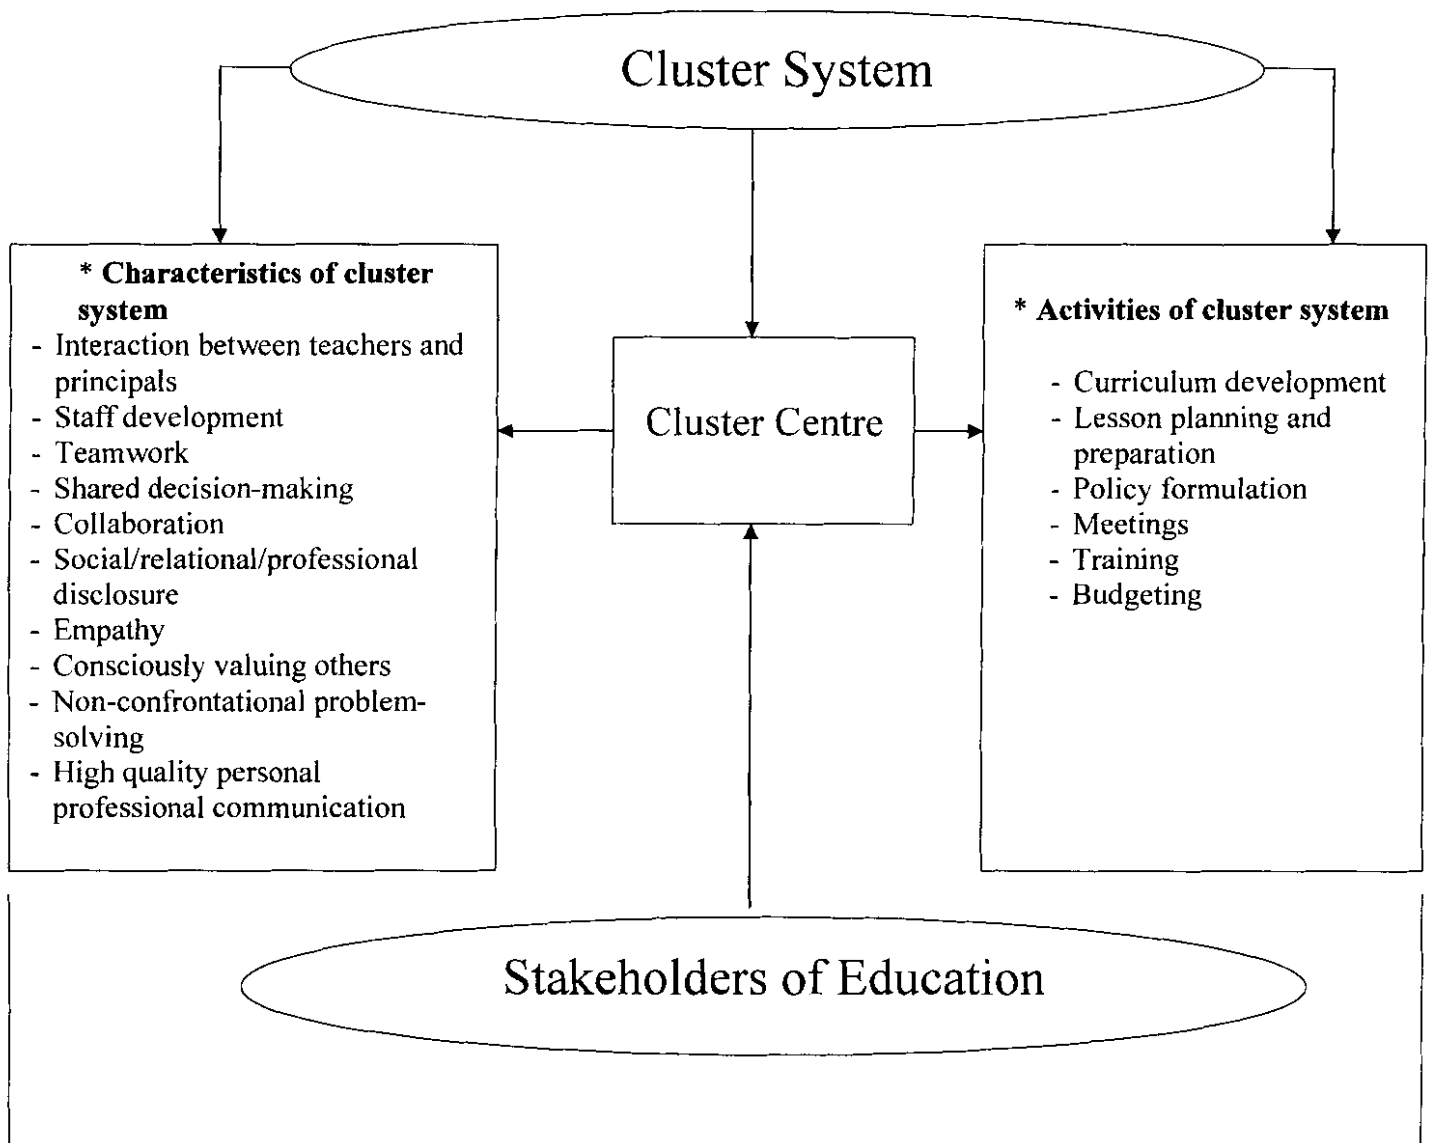 Cluster System
* Characteristics of cluster
system
- Interaction between teachers and
principals
- Staff development
- Teamwork
- Shared decision-making
- Collaboration
- Social/relational/professional
disclosure
- Empathy
- Consciously valuing others
- Non-confrontational problem-
solving
- High quality personal
professional communication
Cluster Centre
* Activities of cluster system
- Curriculum development
- Lesson planning and
preparation
- Policy formulation
- Meetings
- Training
- Budgeting
Stakeholders of Education